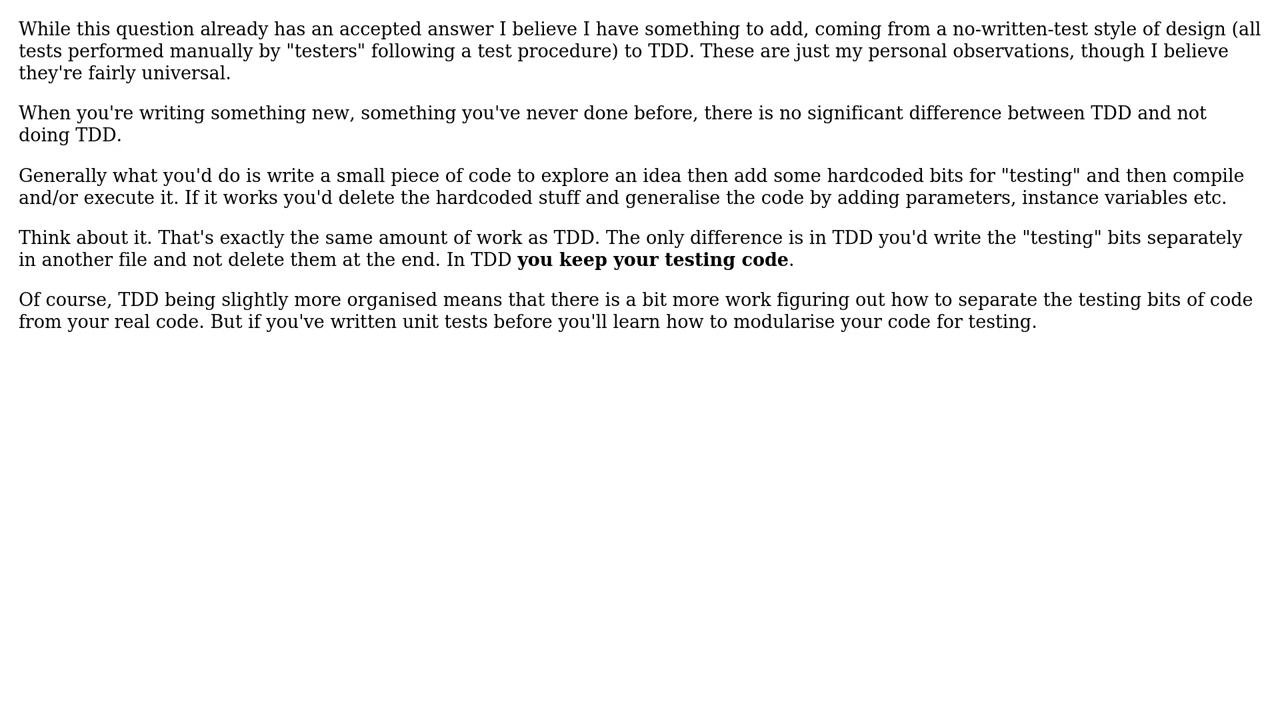 While this question already has an accepted answer I believe I have something to add, coming from a no-written-test style of design (all
tests performed manually by "testers" following a test procedure) to TDD. These are just my personal observations, though I believe
they're fairly universal.
When you're writing something new, something you've never done before, there is no significant difference between TDD and not
doing TDD.
Generally what you'd do is write a small piece of code to explore an idea then add some hardcoded bits for "testing" and then compile
and/or execute it. If it works you'd delete the hardcoded stuff and generalise the code by adding parameters, instance variables etc.
Think about it. That's exactly the same amount of work as TDD. The only difference is in TDD you'd write the "testing" bits separately
in another file and not delete them at the end. In TDD you keep your testing code.
Of course, TDD being slightly more organised means that there is a bit more work figuring out how to separate the testing bits of code
from your real code. But if you've written unit tests before you'll learn how to modularise your code for testing.